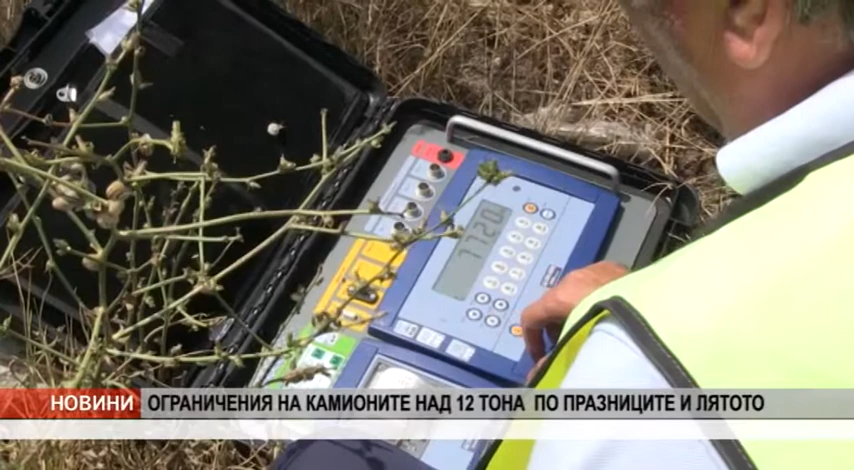 7720
НОВИНИ ОГРАНИЧЕНИЯ НА КАМИОНИТЕ НАД 12 ТОНА ПО ПРАЗНИЦИТЕ И ЛЯТОТО